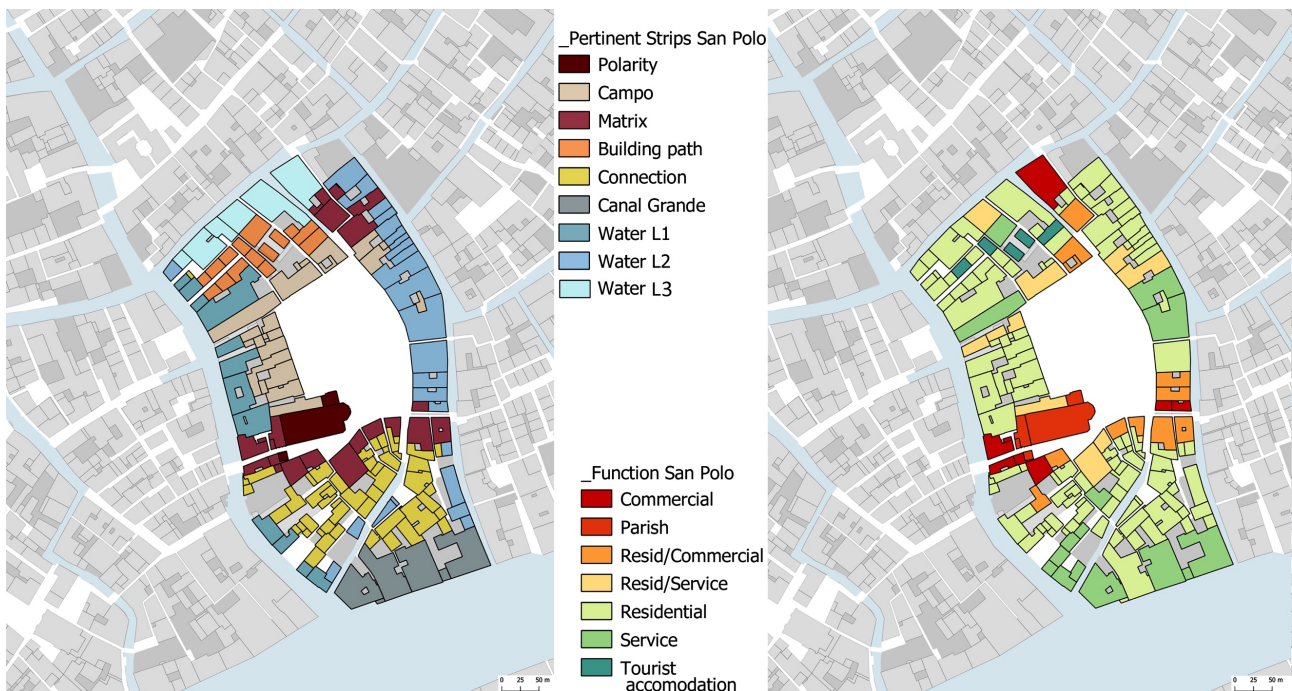 _Pertinent Strips San Polo
Polarity
Campo
Matrix
Building path
Connection
Canal Grande
Water L1
Water L2
Water L3
_Function San Polo
Commercial
Parish
Resid/Commercial
Resid/Service
Residential
Service
Tourist
accomodation
0 25 50 m
0 25 50 m